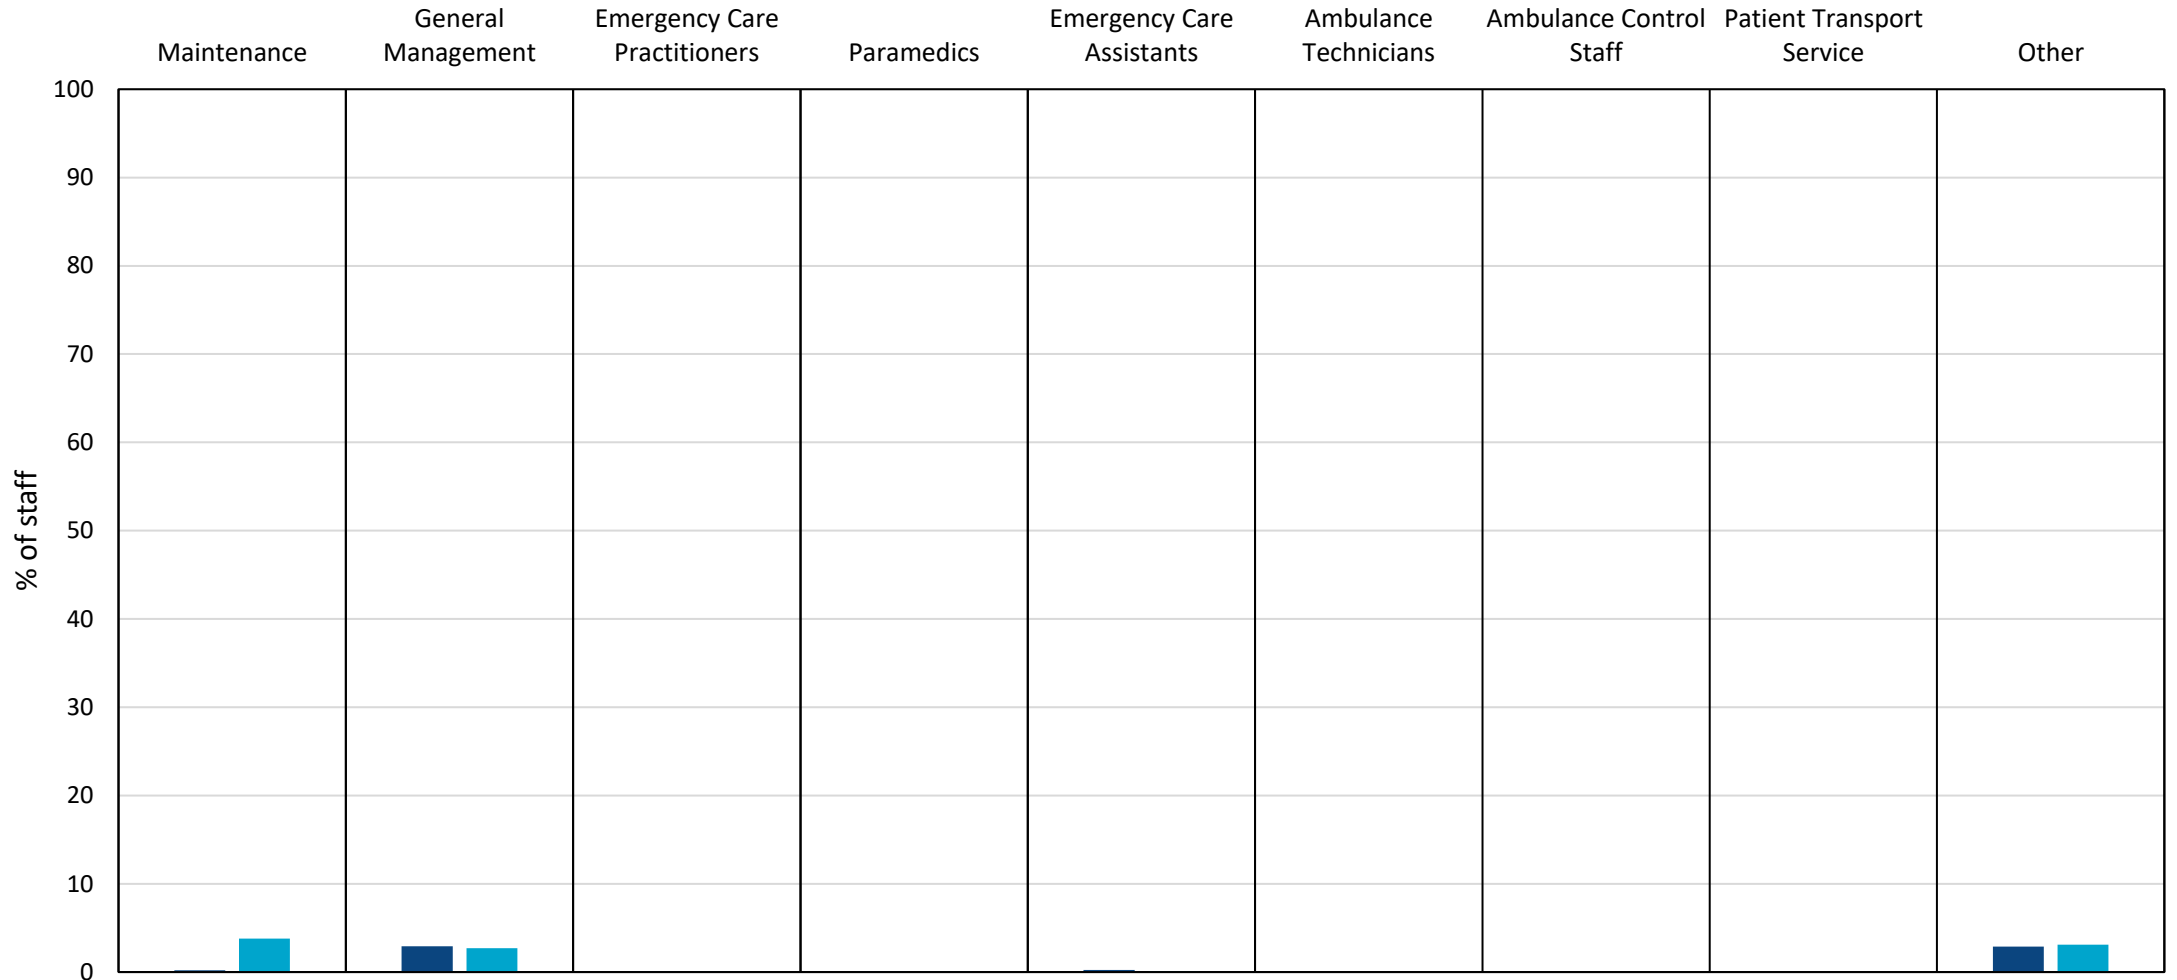 Maintenance
General
Management
Emergency Care
Practitioners
Paramedics
Emergency Care
Assistants
Ambulance
Technicians
Ambulance Control
Staff
Patient Transport
Service
Other
100
90
80
70
60
50
40
30
20
10
0
% of staff